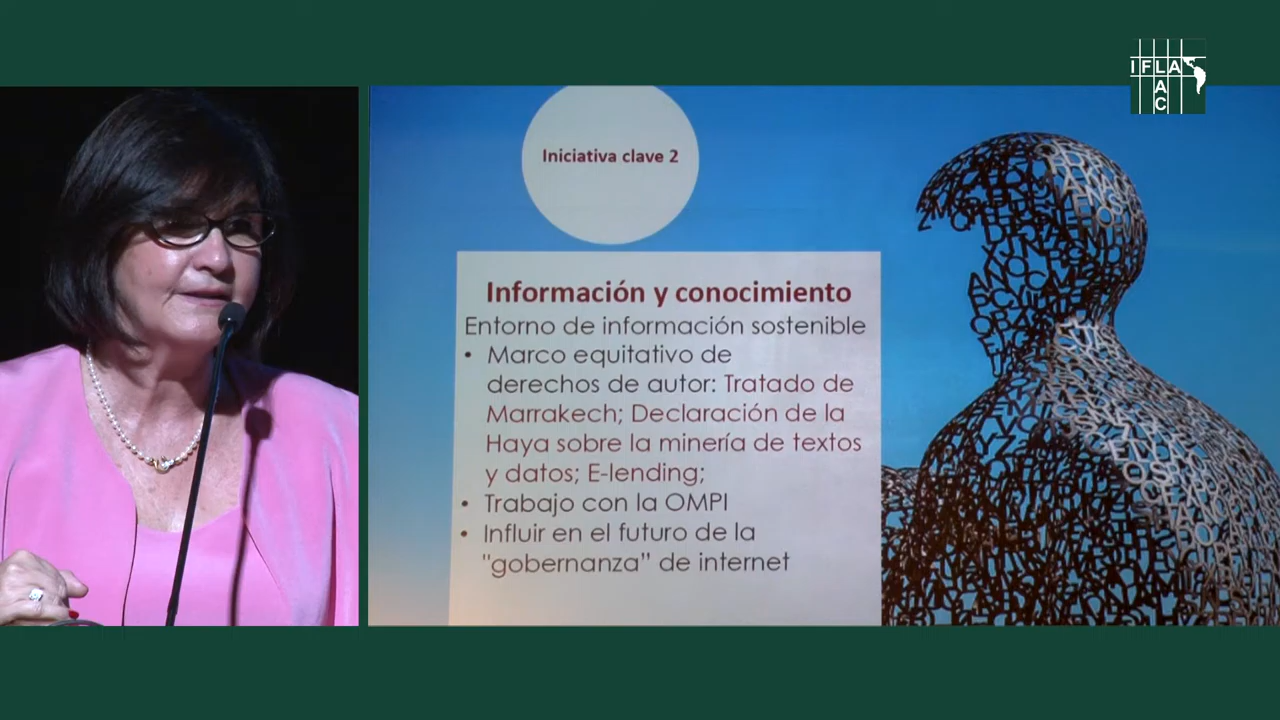 IFLA
LAC
Iniciativa clave 2
Información y conocimiento
Entorno de información sostenible
• Marco equitativo de
derechos de autor: Tratado de
Marrakech; Declaración de la
Haya sobre la minería de textos
y datos; E-lending;
• Trabajo con la OMPI
• Influir en el futuro de la
"gobernanza” de internet